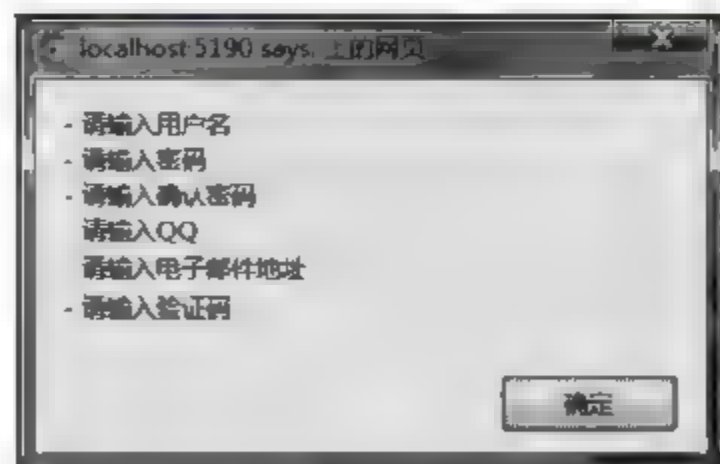 localhost:5190 says: 上的网页
- 请输入用户名
- 请输入密码
- 请输入确认密码
请输入QQ
请输入电子邮件地址
- 请输入验证码
确定